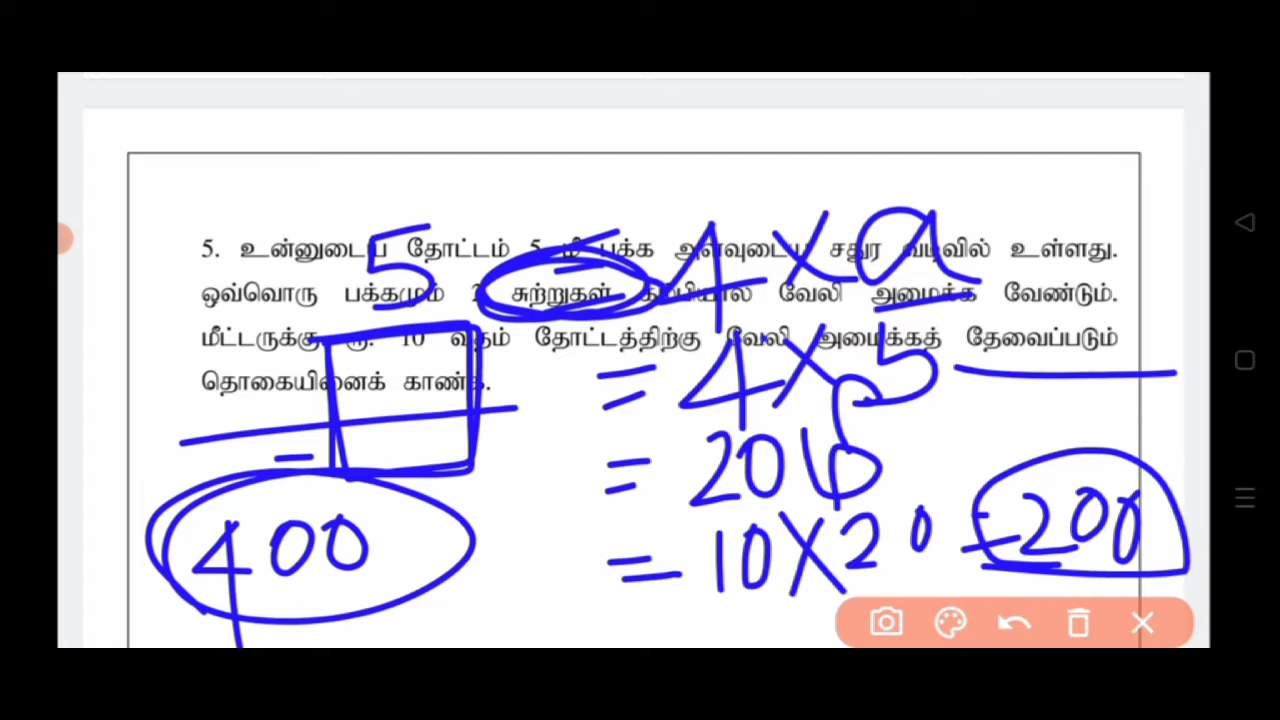 5. உன்னுடைய தோட்டம் 5 மீ பக்க அளவுடைய சதுர வடிவில் உள்ளது.
ஒவ்வொரு பக்கமும் 2 சுற்றுகள் கம்பியால் வேலி அமைக்க வேண்டும்.
மீட்டருக்கு ரூ. 10 வீதம் தோட்டத்திற்கு வேலி அமைக்கத் தேவைப்படும்
தொகையினைக் காண்க.
5
= 4 X a
= 4 X 5
= 20
= 10 X 20 = 200
= 400